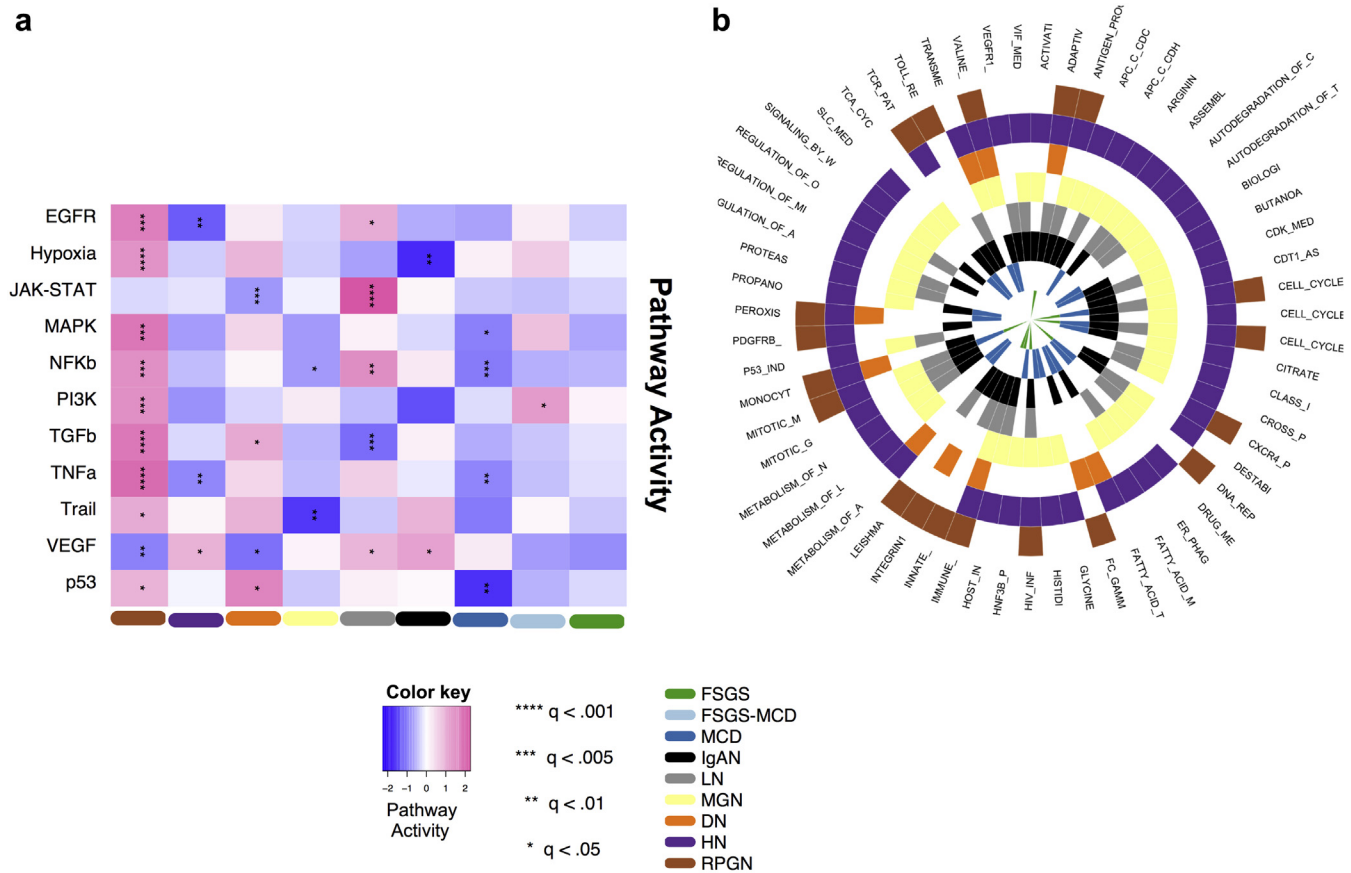 a
EGFR *** ** *
Hypoxia **** **
JAK-STAT *** ****
MAPK *** *
NFKb *** * ** ***
PI3K *** *
TGFb **** * ***
TNFa **** ** **
Trail * **
VEGF ** * * * *
p53 * * **
Pathway Activity
Color key
−2 −1 0 1 2
Pathway
Activity
**** q < .001
*** q < .005
** q < .01
* q < .05
FSGS
FSGS-MCD
MCD
IgAN
LN
MGN
DN
HN
RPGN
b
ACTIVATI
ADAPTIV
ANTIGEN_PRO
APC_C_CDC
APC_C_CDH
ARGININ
ASSEMBL
AUTODEGRADATION_OF_C
AUTODEGRADATION_OF_T
BIOLOGI
BUTANOA
CDK_MED
CDT1_AS
CELL_CYCLE
CELL_CYCLE
CELL_CYCLE
CITRATE
CLASS_I
CROSS_P
CXCR4_P
DESTABI
DNA_REP
DRUG_ME
ER_PHAG
FATTY_ACID_M
FATTY_ACID_T
FC_GAMM
GLYCINE
HISTIDI
HIV_INF
HNF3B_P
HOST_IN
IMMUNE_
INNATE_
INTEGRIN1
LEISHMA
METABOLISM_OF_A
METABOLISM_OF_L
METABOLISM_OF_N
MITOTIC_G
MITOTIC_M
MONOCYT
P53_IND
PDGFRB_
PEROXIS
PROPANO
PROTEAS
GULATION_OF_A
REGULATION_OF_MI
REGULATION_OF_O
SIGNALING_BY_W
SLC_MED
TCA_CYC
TCR_PAT
TOLL_RE
TRANSME
VALINE_
VEGFR1_
VIF_MED